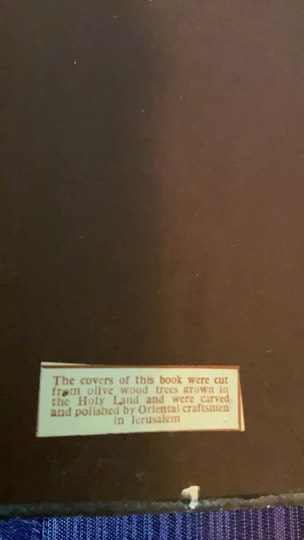 The covers of this book were cut
from olive wood trees grown in
the Holy Land and were carved
and polished by Oriental craftsmen
in Jerusalem